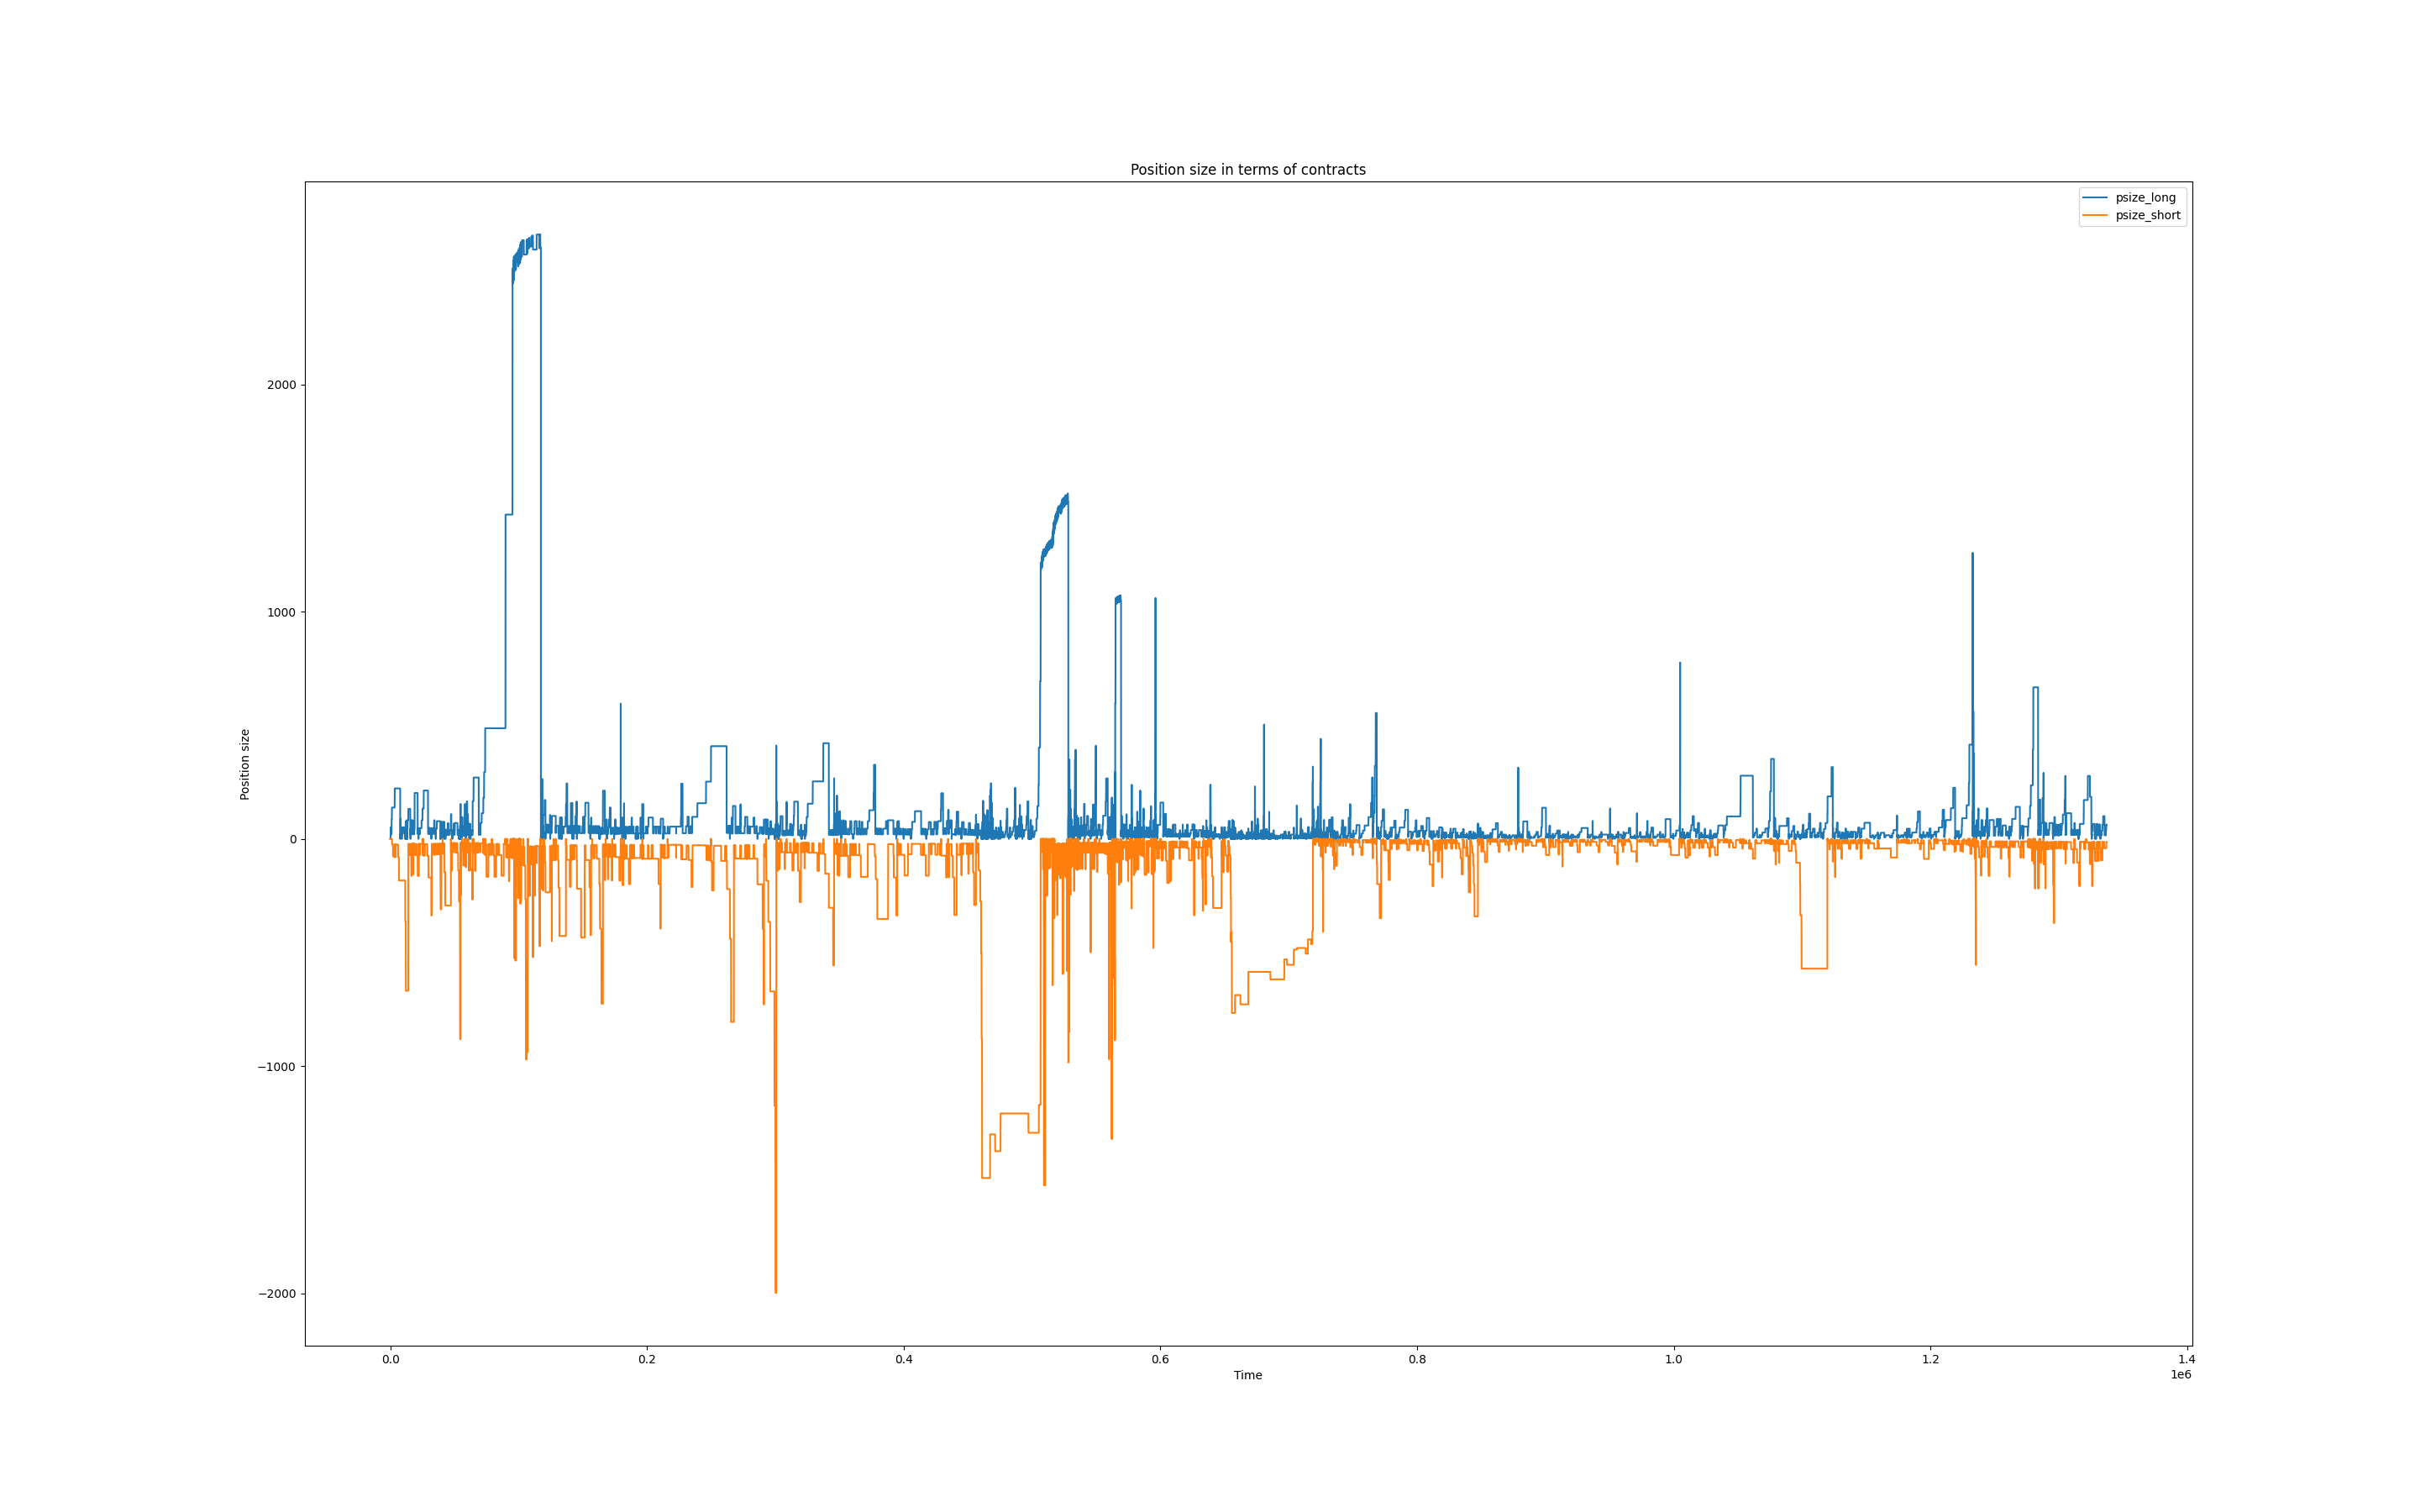 Position size in terms of contracts
psize_long
psize_short
Position size
2000
1000
0
−1000
−2000
0.0 0.2 0.4 0.6 0.8 1.0 1.2 1.4
Time
1e6